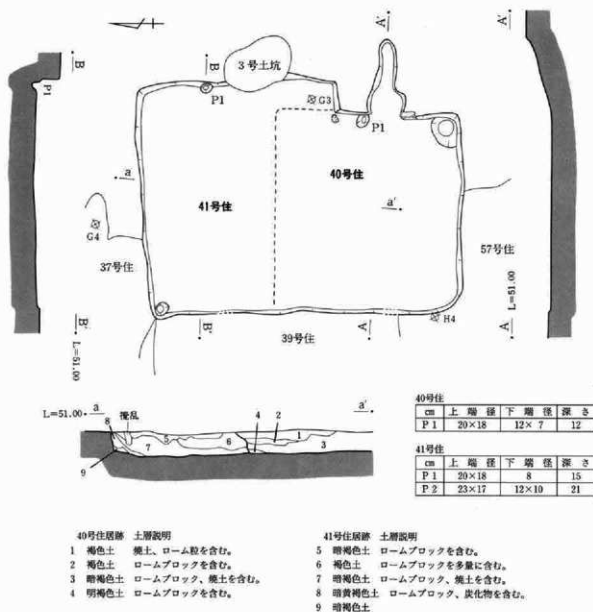 A'
A'
B
B
3号土坑
P1
P1
G3
P1
a
40号住
41号住
a'
G4
37号住
57号住
L=51.00
B'
B'
39号住
A
H4
A
L=51.00
L=51.00 a
a'
8 攪乱
5
6
4
2
1
3
7
9
40号住
cm 上端径 下端径 深さ
P1 20×18 12×7 12
41号住
cm 上端径 下端径 深さ
P1 20×18 8 15
P2 23×17 12×10 21
40号住居跡 土層説明
1 褐色土 焼土、ローム粒を含む。
2 褐色土 ロームブロックを含む。
3 暗褐色土 ロームブロック、焼土を含む。
4 明褐色土 ロームブロックを含む。
41号住居跡 土層説明
5 暗褐色土 ロームブロックを含む。
6 褐色土 ロームブロックを多量に含む。
7 暗褐色土 ロームブロック、焼土を含む。
8 暗黄褐色土 ロームブロック、炭化物を含む。
9 暗褐色土